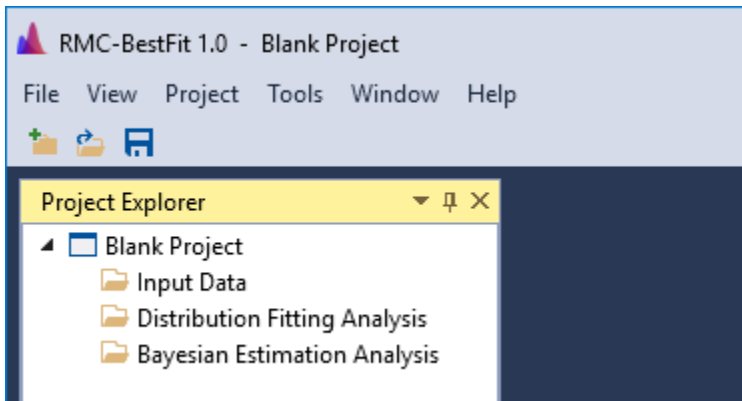 RMC-BestFit 1.0 - Blank Project
File View Project Tools Window Help
Project Explorer
Blank Project
Input Data
Distribution Fitting Analysis
Bayesian Estimation Analysis